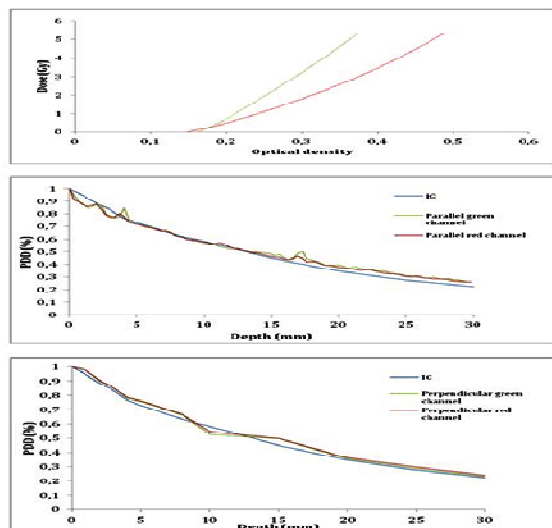 6
5
4
3
2
1
0
Dose(Gy)
0 0,1 0,2 0,3 0,4 0,5 0,6
Optical density
1
0,9
0,8
0,7
0,6
0,5
0,4
0,3
0,2
0,1
0
PDD(%)
IC
Parallel green
channel
Parallel red channel
0 5 10 15 20 25 30
Depth (mm)
1
0,9
0,8
0,7
0,6
0,5
0,4
0,3
0,2
0,1
0
PDD(%)
IC
Perpendicular green
channel
Perpendicular red
channel
0 5 10 15 20 25 30
Depth(mm)